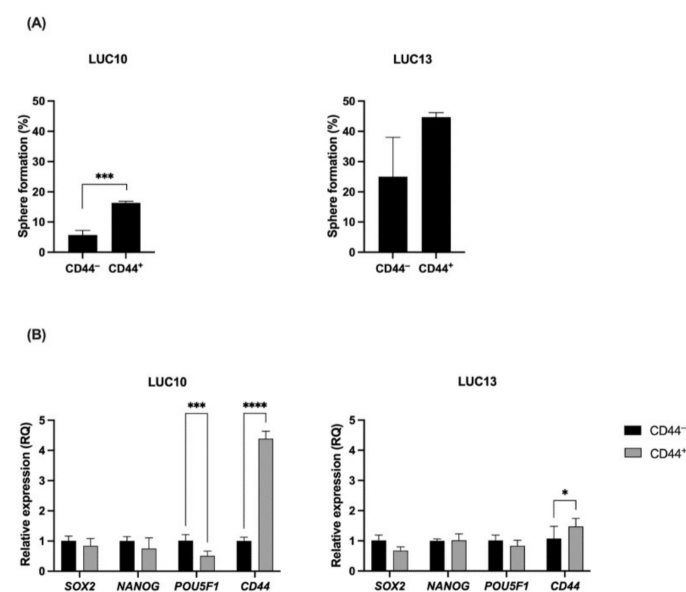 (A)
LUC10
LUC13
Sphere formation (%)
50
40
30
20
10
0
***
CD44⁻
CD44⁺
Sphere formation (%)
50
40
30
20
10
0
CD44⁻
CD44⁺
(B)
LUC10
LUC13
Relative expression (RQ)
5
4
3
2
1
0
***
****
SOX2
NANOG
POU5F1
CD44
Relative expression (RQ)
5
4
3
2
1
0
*
SOX2
NANOG
POU5F1
CD44
CD44⁻
CD44⁺